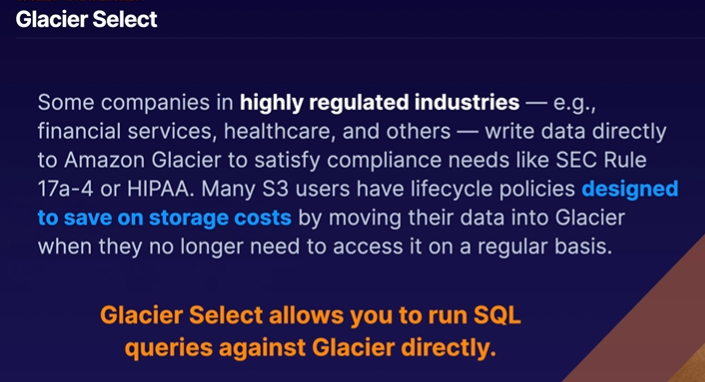 Glacier Select
Some companies in highly regulated industries — e.g.,
financial services, healthcare, and others — write data directly
to Amazon Glacier to satisfy compliance needs like SEC Rule
17a-4 or HIPAA. Many S3 users have lifecycle policies designed
to save on storage costs by moving their data into Glacier
when they no longer need to access it on a regular basis.
Glacier Select allows you to run SQL
queries against Glacier directly.